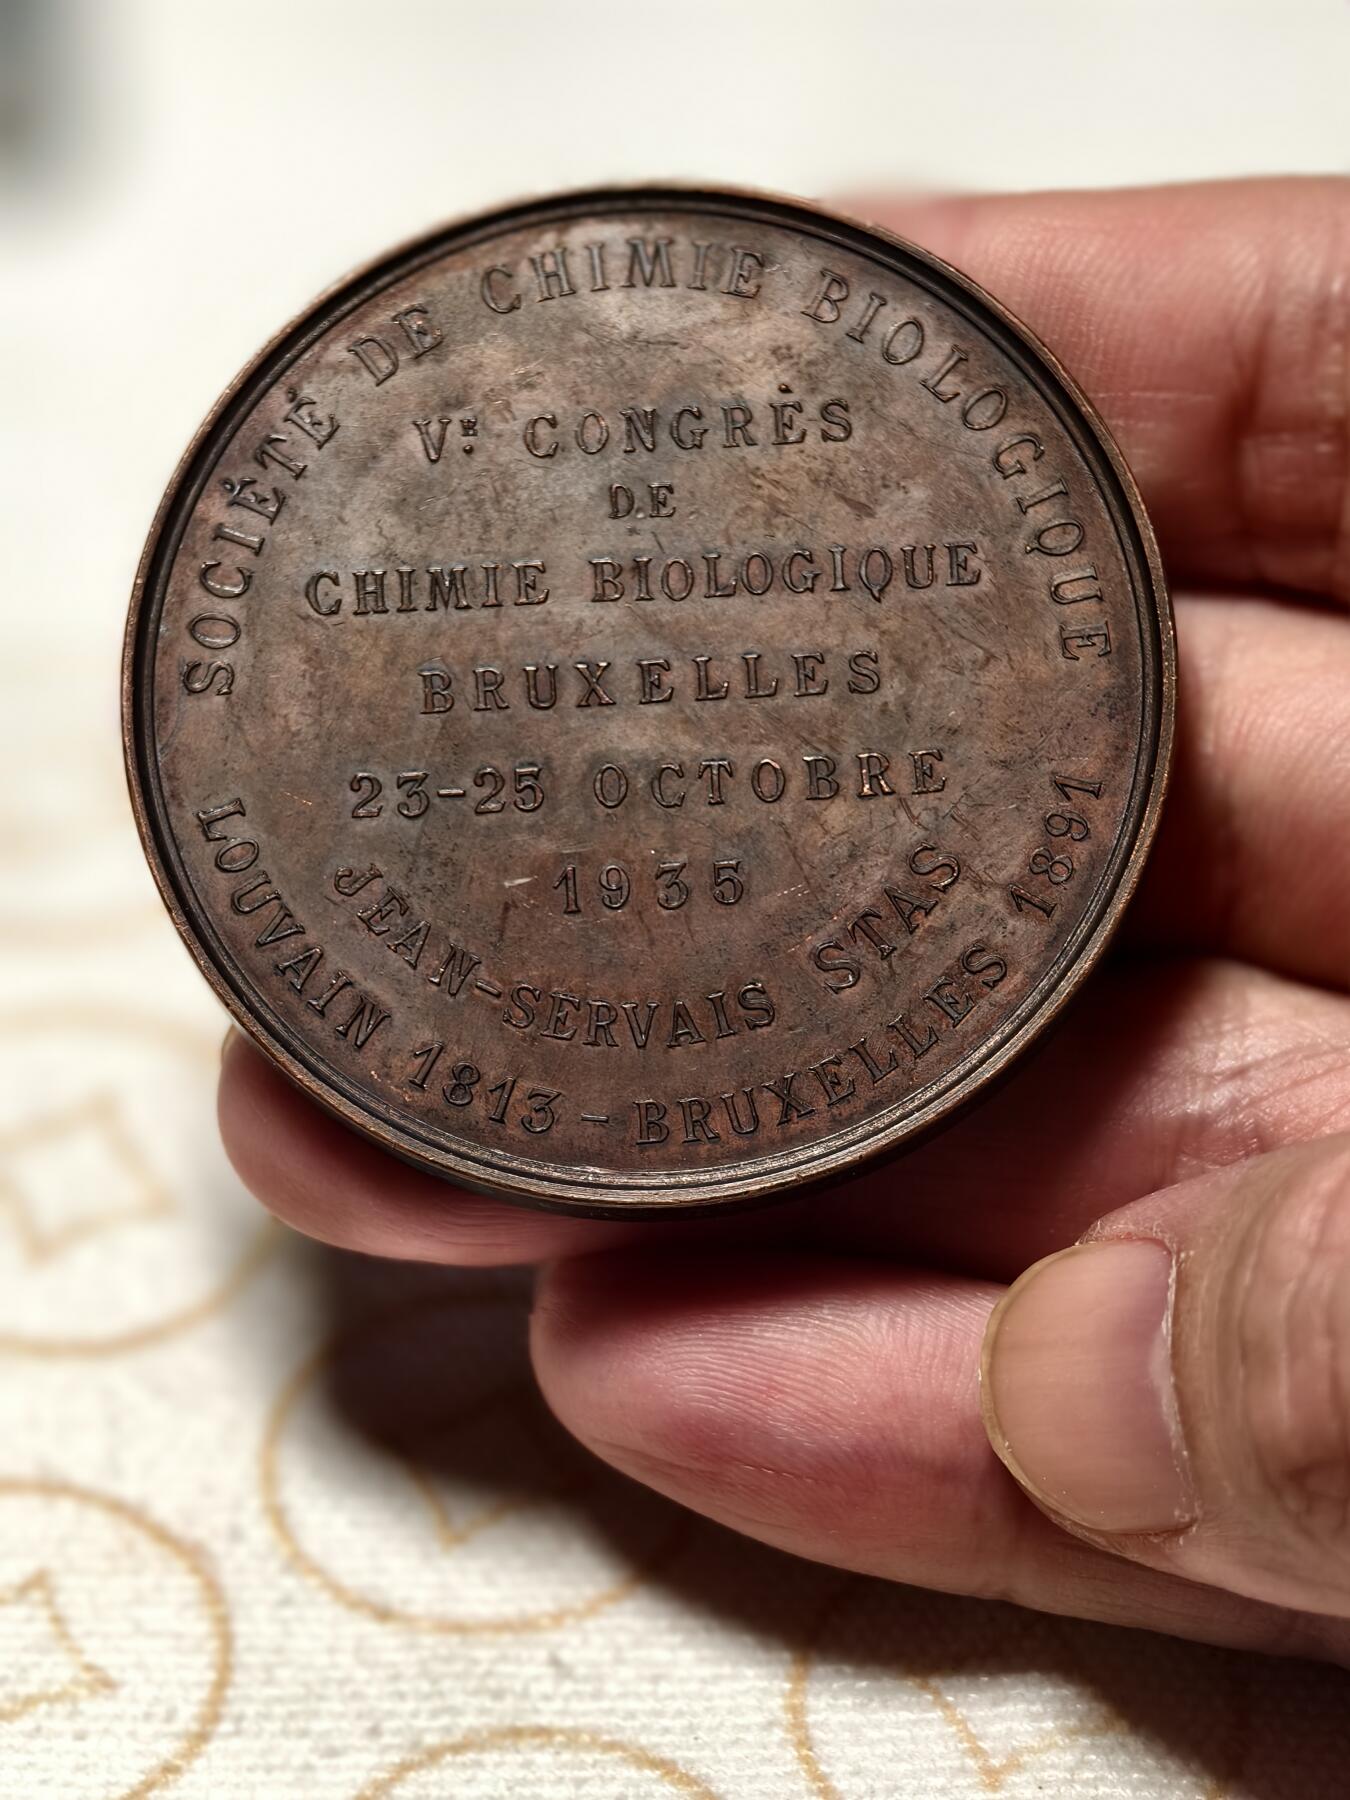 SOCIÉTÉ DE CHIMIE BIOLOGIQUE
VE: CONGRÈS
DE
CHIMIE BIOLOGIQUE
BRUXELLES
23-25 OCTOBRE
1935
JEAN-SERVAIS STAS
LOUVAIN 1813 - BRUXELLES 1891